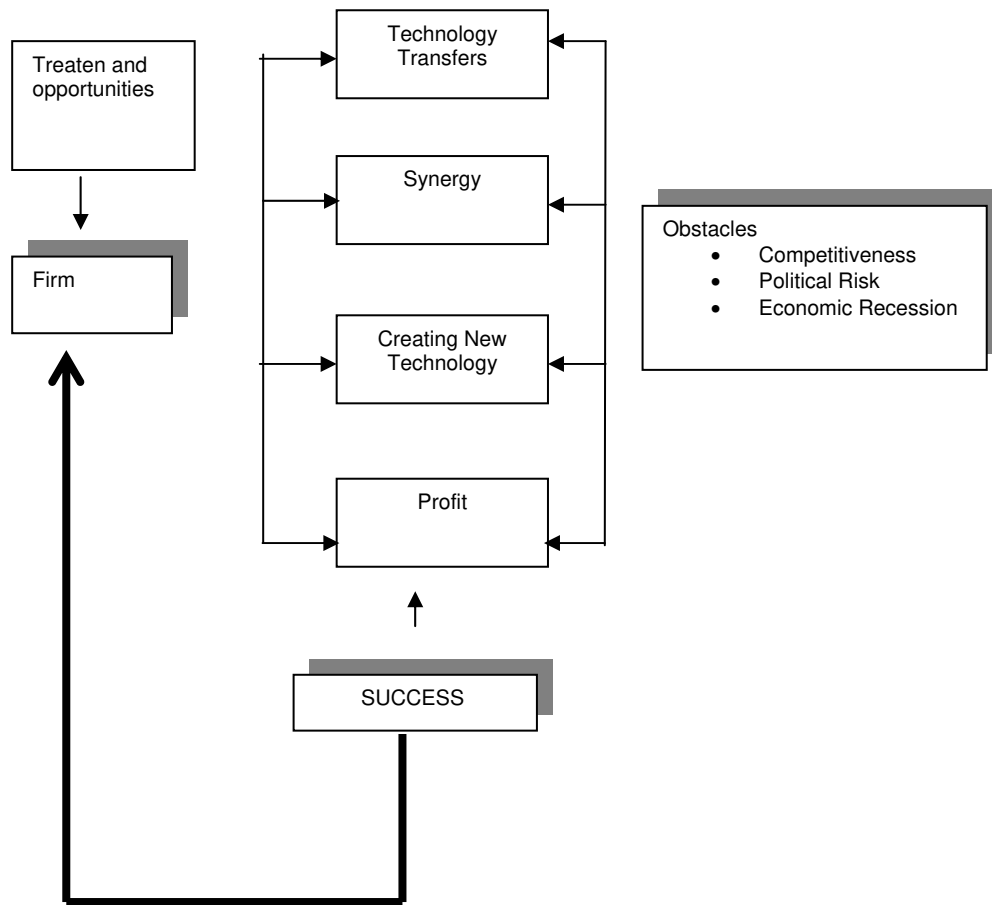 Treaten and
opportunities
Firm
Technology
Transfers
Synergy
Creating New
Technology
Profit
SUCCESS
Obstacles
• Competitiveness
• Political Risk
• Economic Recession